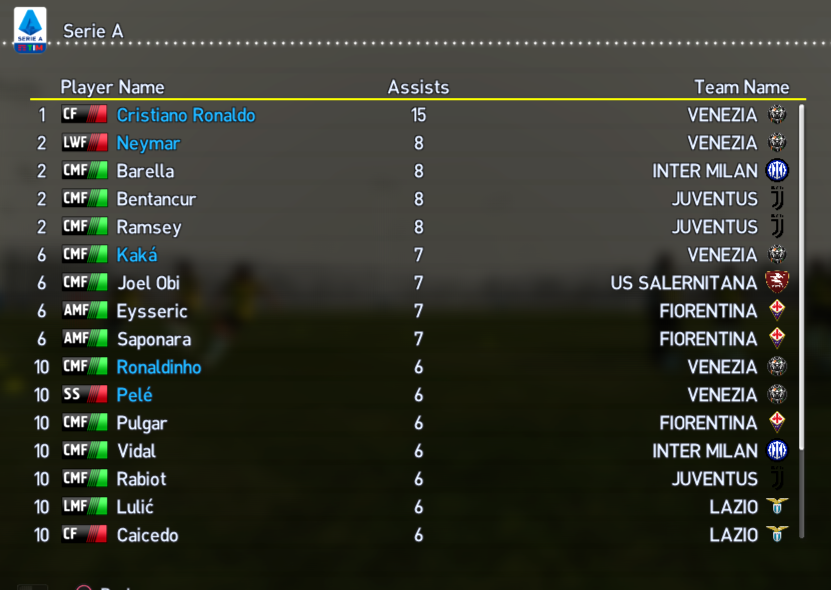 SERIE A
TIM
Serie A
Player Name Assists Team Name
1 CF Cristiano Ronaldo 15 VENEZIA
2 LWF Neymar 8 VENEZIA
2 CMF Barella 8 INTER MILAN
2 CMF Bentancur 8 JUVENTUS
2 CMF Ramsey 8 JUVENTUS
6 CMF Kaká 7 VENEZIA
6 CMF Joel Obi 7 US SALERNITANA
6 AMF Eysseric 7 FIORENTINA
6 AMF Saponara 7 FIORENTINA
10 CMF Ronaldinho 6 VENEZIA
10 SS Pelé 6 VENEZIA
10 CMF Pulgar 6 FIORENTINA
10 CMF Vidal 6 INTER MILAN
10 CMF Rabiot 6 JUVENTUS
10 LMF Lulić 6 LAZIO
10 CF Caicedo 6 LAZIO